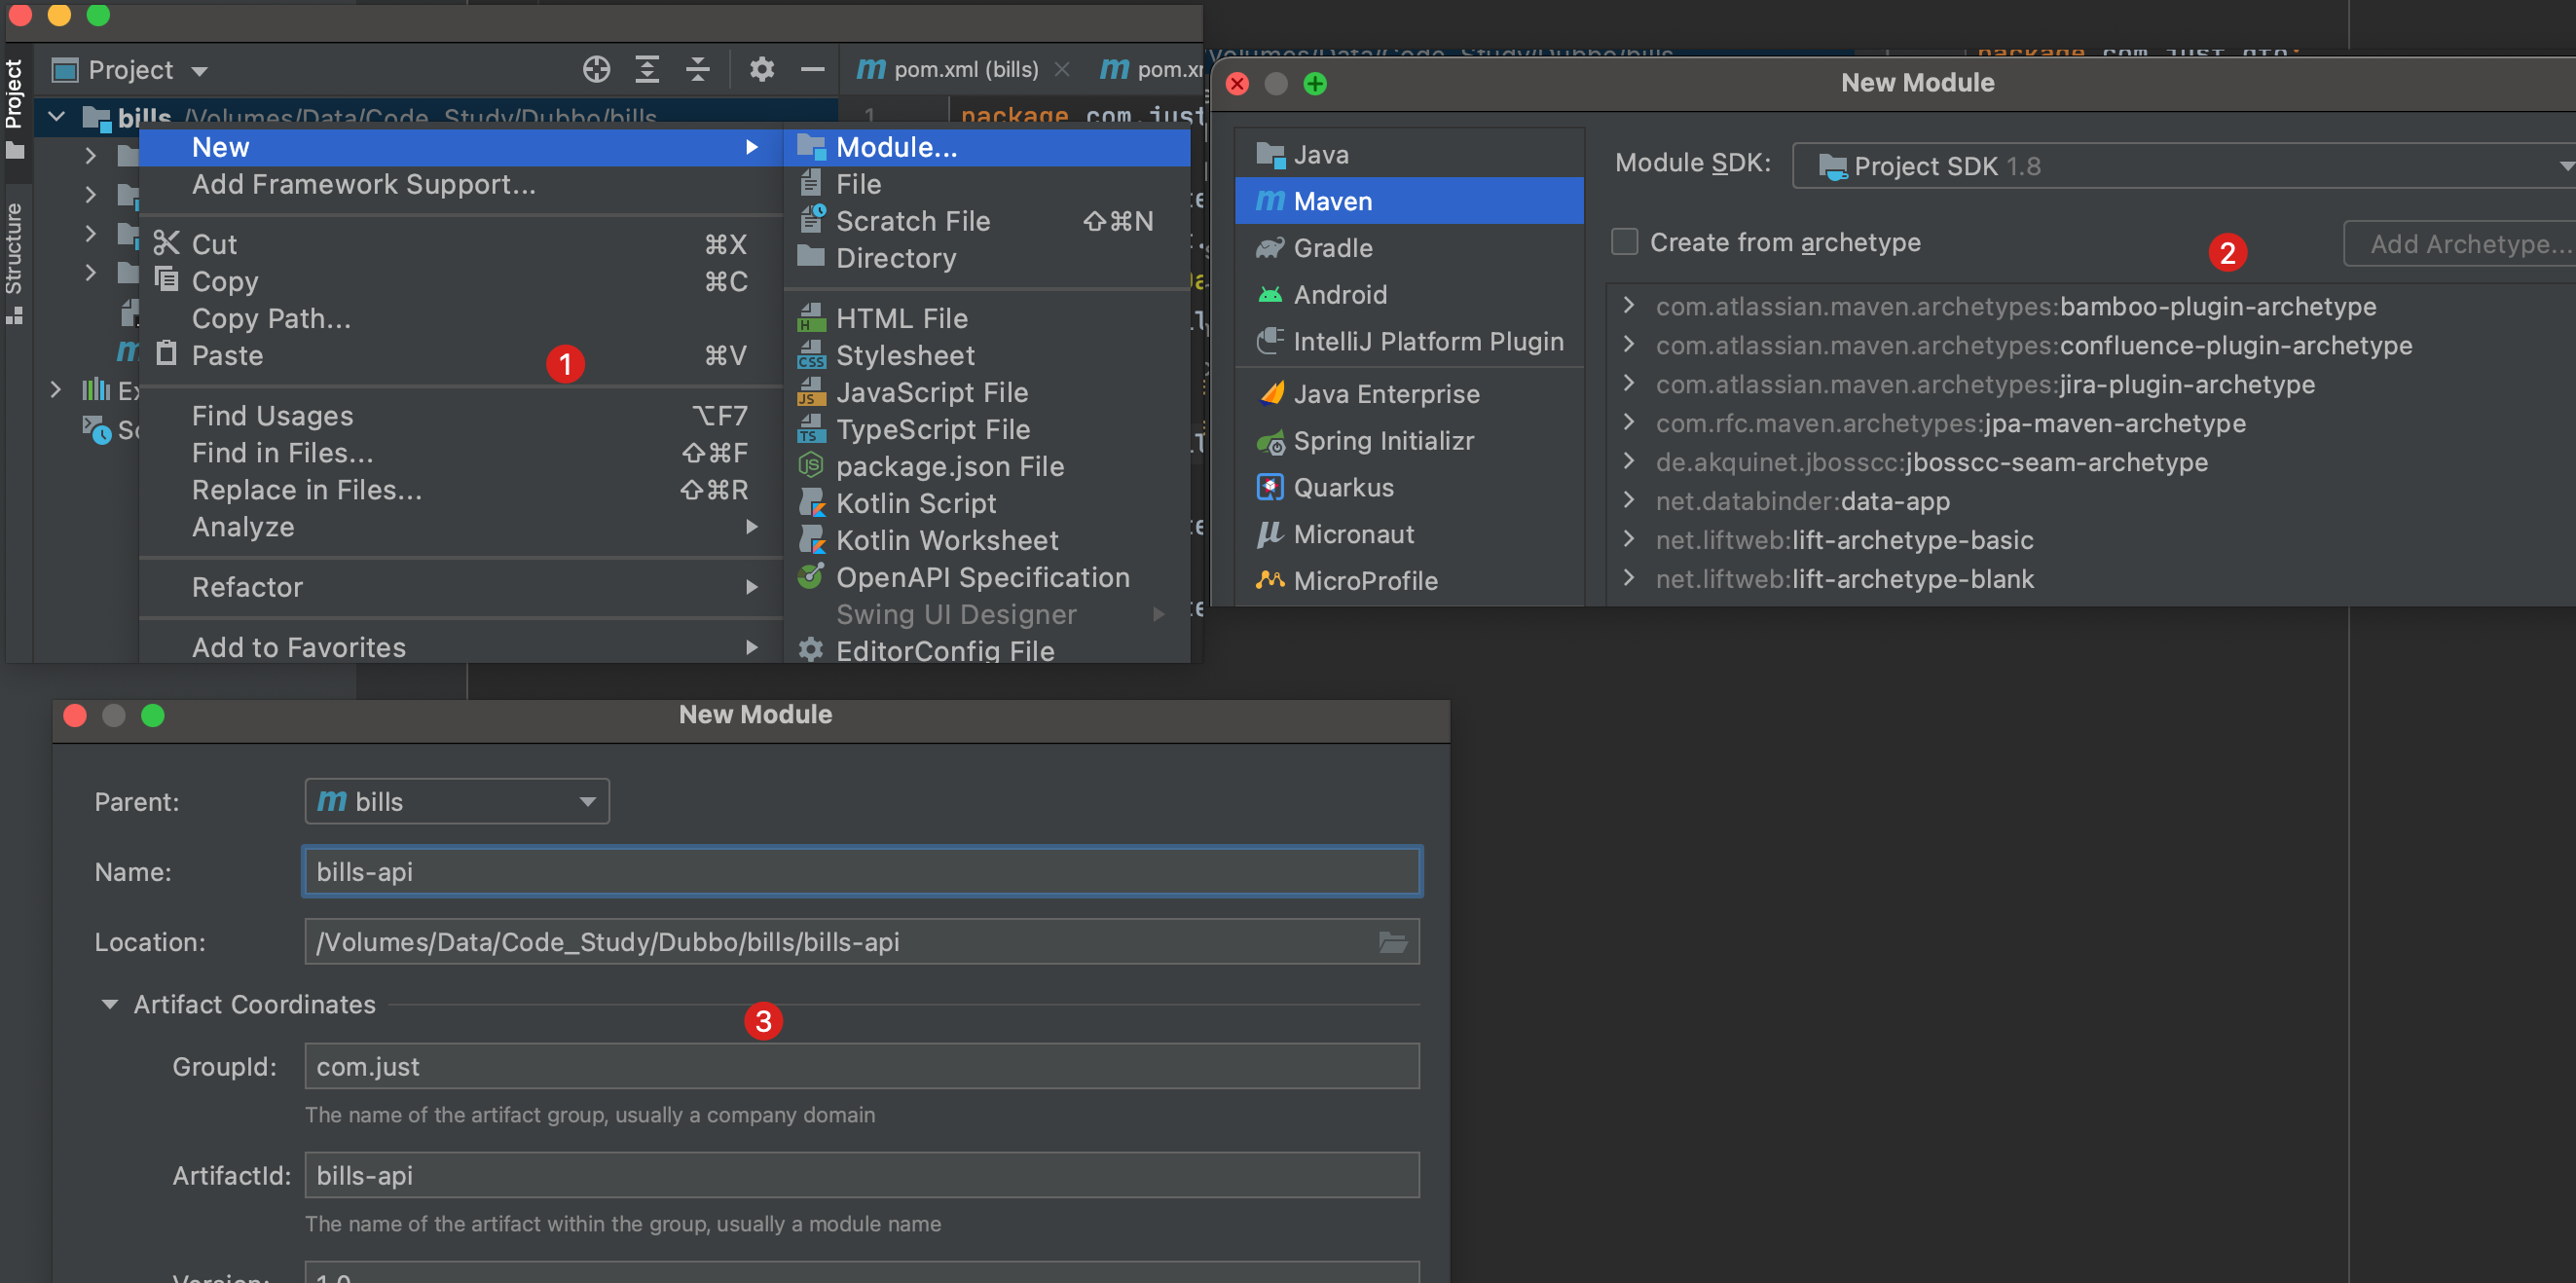 Project
Project
Structure
pom.xml (bills)
bills /Volumes/Data/Code_Study/Dubbo/bills
1
package com.just
New
Add Framework Support...
Cut ⌘X
Copy ⌘C
Copy Path...
Paste ⌘V
1
Find Usages ⌥F7
Find in Files... ⇧⌘F
Replace in Files... ⇧⌘R
Analyze
Refactor
Add to Favorites
Module...
File
Scratch File ⇧⌘N
Directory
HTML File
Stylesheet
JavaScript File
TypeScript File
package.json File
Kotlin Script
Kotlin Worksheet
OpenAPI Specification
Swing UI Designer
EditorConfig File
New Module
Java
Maven
Gradle
Android
IntelliJ Platform Plugin
Java Enterprise
Spring Initializr
Quarkus
Micronaut
MicroProfile
Module SDK: Project SDK 1.8
Create from archetype
2
Add Archetype...
com.atlassian.maven.archetypes:bamboo-plugin-archetype
com.atlassian.maven.archetypes:confluence-plugin-archetype
com.atlassian.maven.archetypes:jira-plugin-archetype
com.rfc.maven.archetypes:jpa-maven-archetype
de.akquinet.jbosscc:jbosscc-seam-archetype
net.databinder:data-app
net.liftweb:lift-archetype-basic
net.liftweb:lift-archetype-blank
New Module
Parent: bills
Name: bills-api
Location: /Volumes/Data/Code_Study/Dubbo/bills/bills-api
Artifact Coordinates
3
GroupId: com.just
The name of the artifact group, usually a company domain
ArtifactId: bills-api
The name of the artifact within the group, usually a module name
Version: 1.0